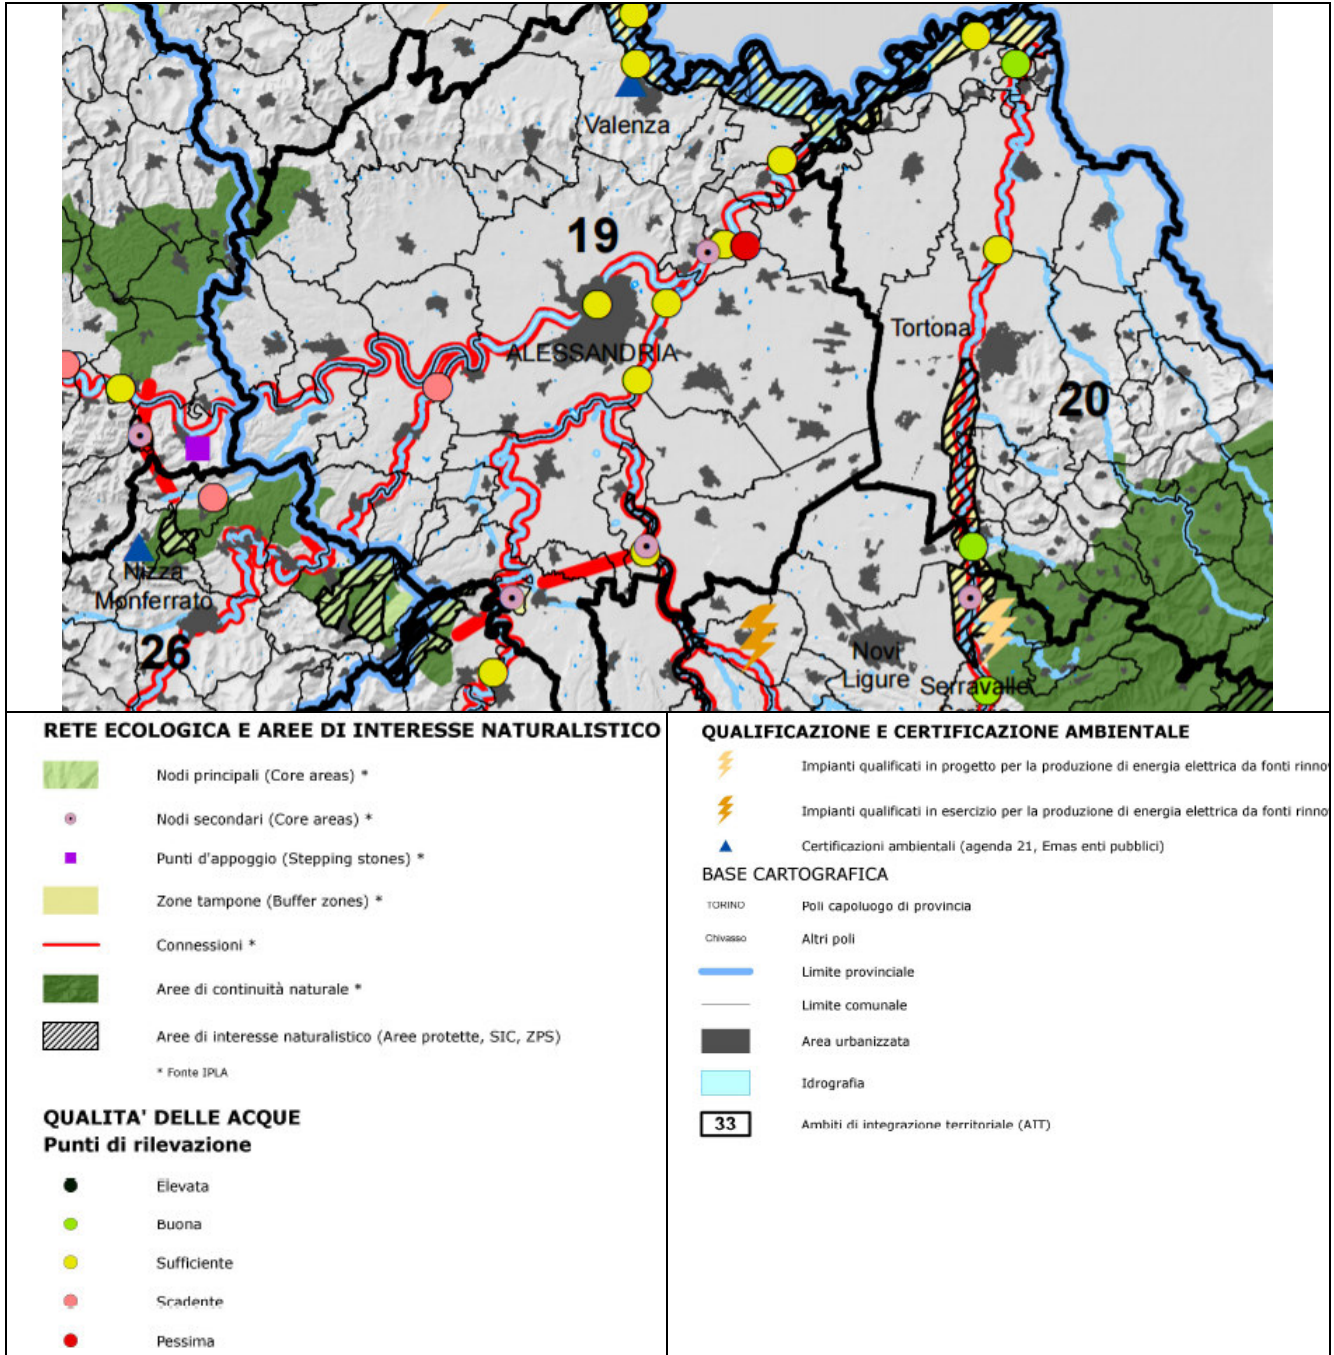 Valenza
19
ALESSANDRIA
Tortona
20
Nizza
Monferrato
26
Novi
Ligure
Serravalle
RETE ECOLOGICA E AREE DI INTERESSE NATURALISTICO
Nodi principali (Core areas) *
Nodi secondari (Core areas) *
Punti d'appoggio (Stepping stones) *
Zone tampone (Buffer zones) *
Connessioni *
Aree di continuità naturale *
Aree di interesse naturalistico (Aree protette, SIC, ZPS)
* Fonte IPLA
QUALITA' DELLE ACQUE
Punti di rilevazione
Elevata
Buona
Sufficiente
Scadente
Pessima
QUALIFICAZIONE E CERTIFICAZIONE AMBIENTALE
Impianti qualificati in progetto per la produzione di energia elettrica da fonti rinno
Impianti qualificati in esercizio per la produzione di energia elettrica da fonti rinno
Certificazioni ambientali (agenda 21, Emas enti pubblici)
BASE CARTOGRAFICA
TORINO Poli capoluogo di provincia
Chivasso Altri poli
Limite provinciale
Limite comunale
Area urbanizzata
Idrografia
33 Ambiti di integrazione territoriale (AIT)